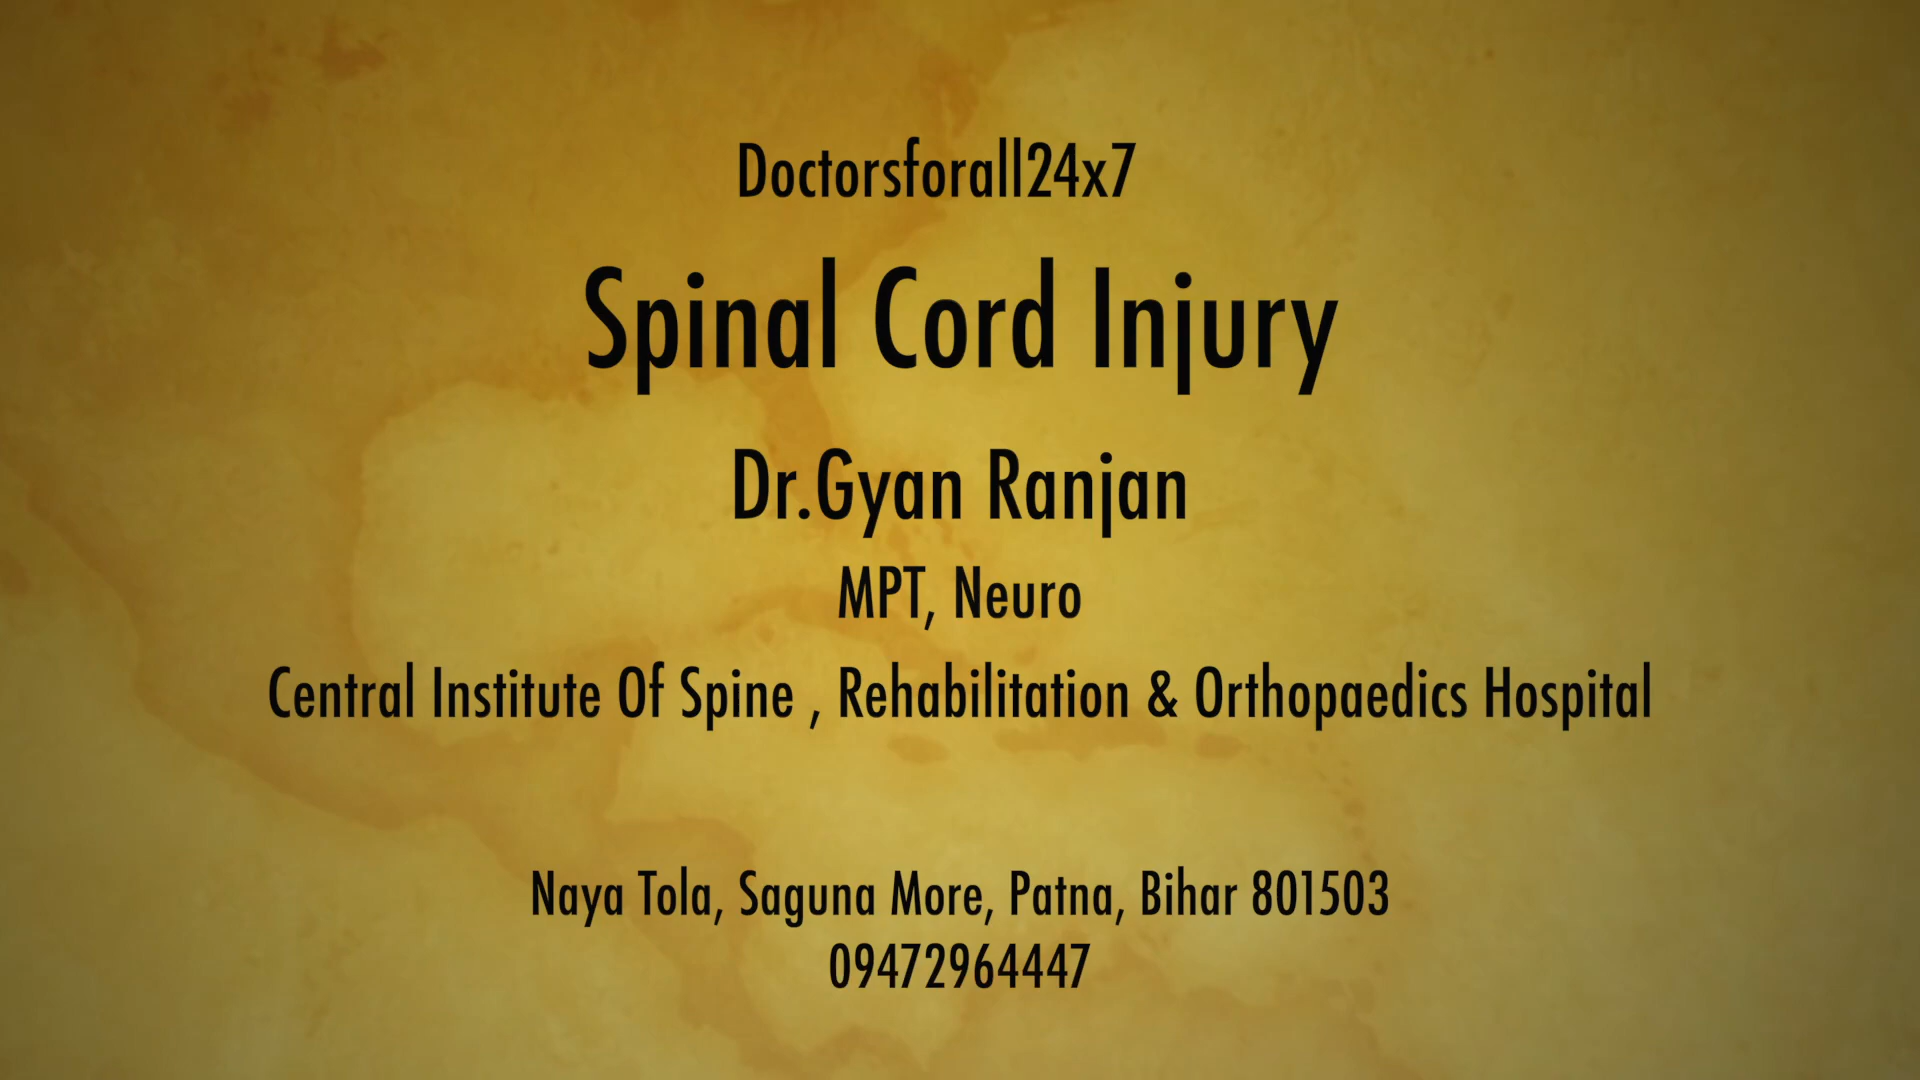 Doctorsforall24x7
Spinal Cord Injury
Dr.Gyan Ranjan
MPT, Neuro
Central Institute Of Spine , Rehabilitation & Orthopaedics Hospital
Naya Tola, Saguna More, Patna, Bihar 801503
09472964447